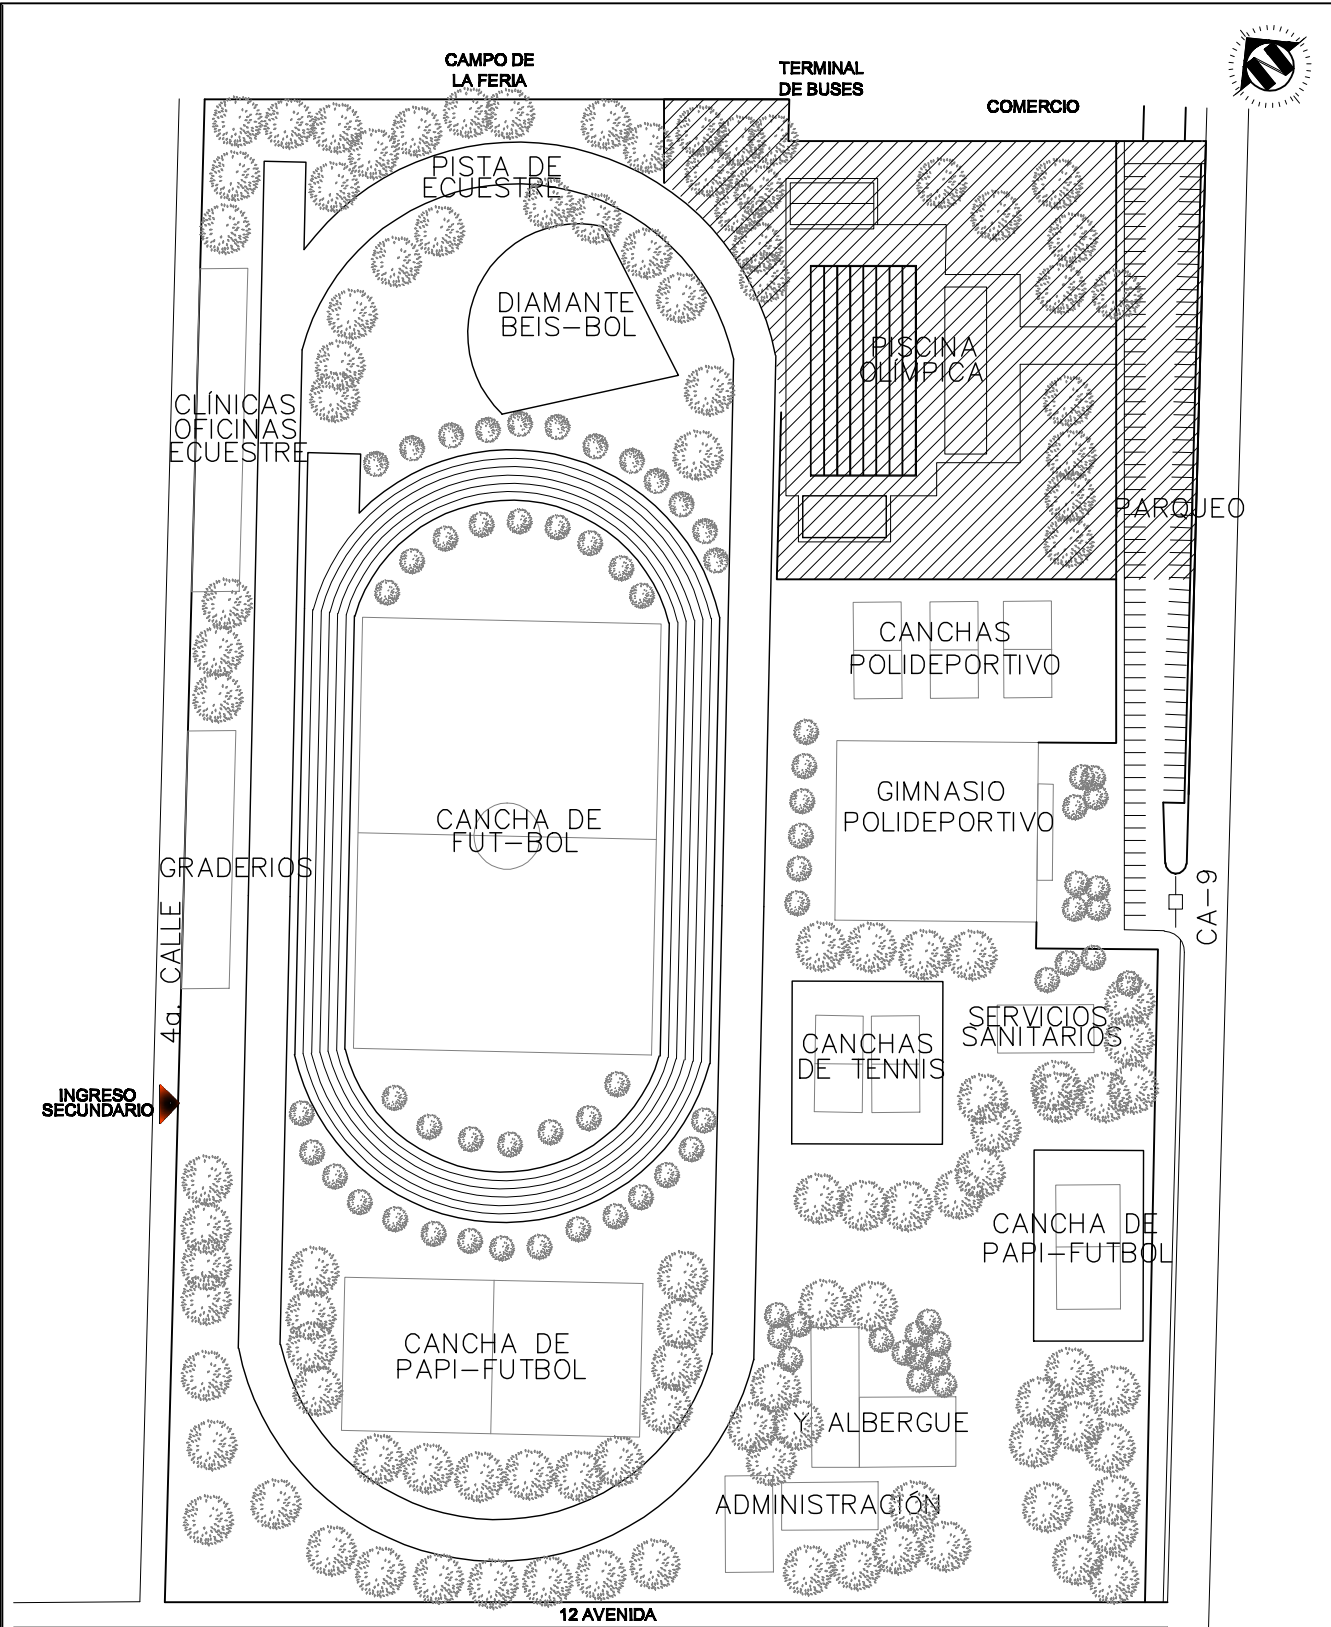 CAMPO DE
LA FERIA
TERMINAL
DE BUSES
COMERCIO
N
PISTA DE
ECUESTRE
DIAMANTE
BEIS-BOL
PISCINA
OLÍMPICA
CLÍNICAS
OFICINAS
ECUESTRE
PARQUEO
CANCHAS
POLIDEPORTIVO
GIMNASIO
POLIDEPORTIVO
CANCHA DE
FUT-BOL
GRADERIOS
4a. CALLE
CA-9
SERVICIOS
SANITARIOS
CANCHAS
DE TENNIS
INGRESO
SECUNDARIO
CANCHA DE
PAPI-FUTBOL
CANCHA DE
PAPI-FUTBOL
Y ALBERGUE
ADMINISTRACIÓN
12 AVENIDA